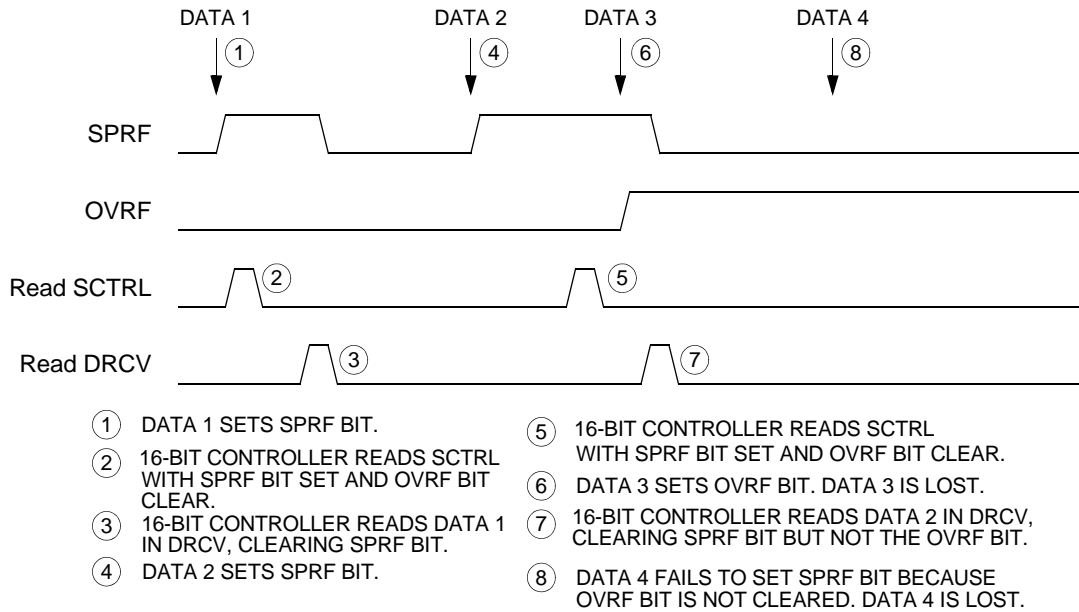 DATA 1
DATA 2
DATA 3
DATA 4
1
4
6
8
SPRF
OVRF
Read SCTRL
2
5
Read DRCV
3
7
1 DATA 1 SETS SPRF BIT.
2 16-BIT CONTROLLER READS SCTRL
WITH SPRF BIT SET AND OVRF BIT
CLEAR.
3 16-BIT CONTROLLER READS DATA 1
IN DRCV, CLEARING SPRF BIT.
4 DATA 2 SETS SPRF BIT.
5 16-BIT CONTROLLER READS SCTRL
WITH SPRF BIT SET AND OVRF BIT CLEAR.
6 DATA 3 SETS OVRF BIT. DATA 3 IS LOST.
7 16-BIT CONTROLLER READS DATA 2 IN DRCV,
CLEARING SPRF BIT BUT NOT THE OVRF BIT.
8 DATA 4 FAILS TO SET SPRF BIT BECAUSE
OVRF BIT IS NOT CLEARED. DATA 4 IS LOST.